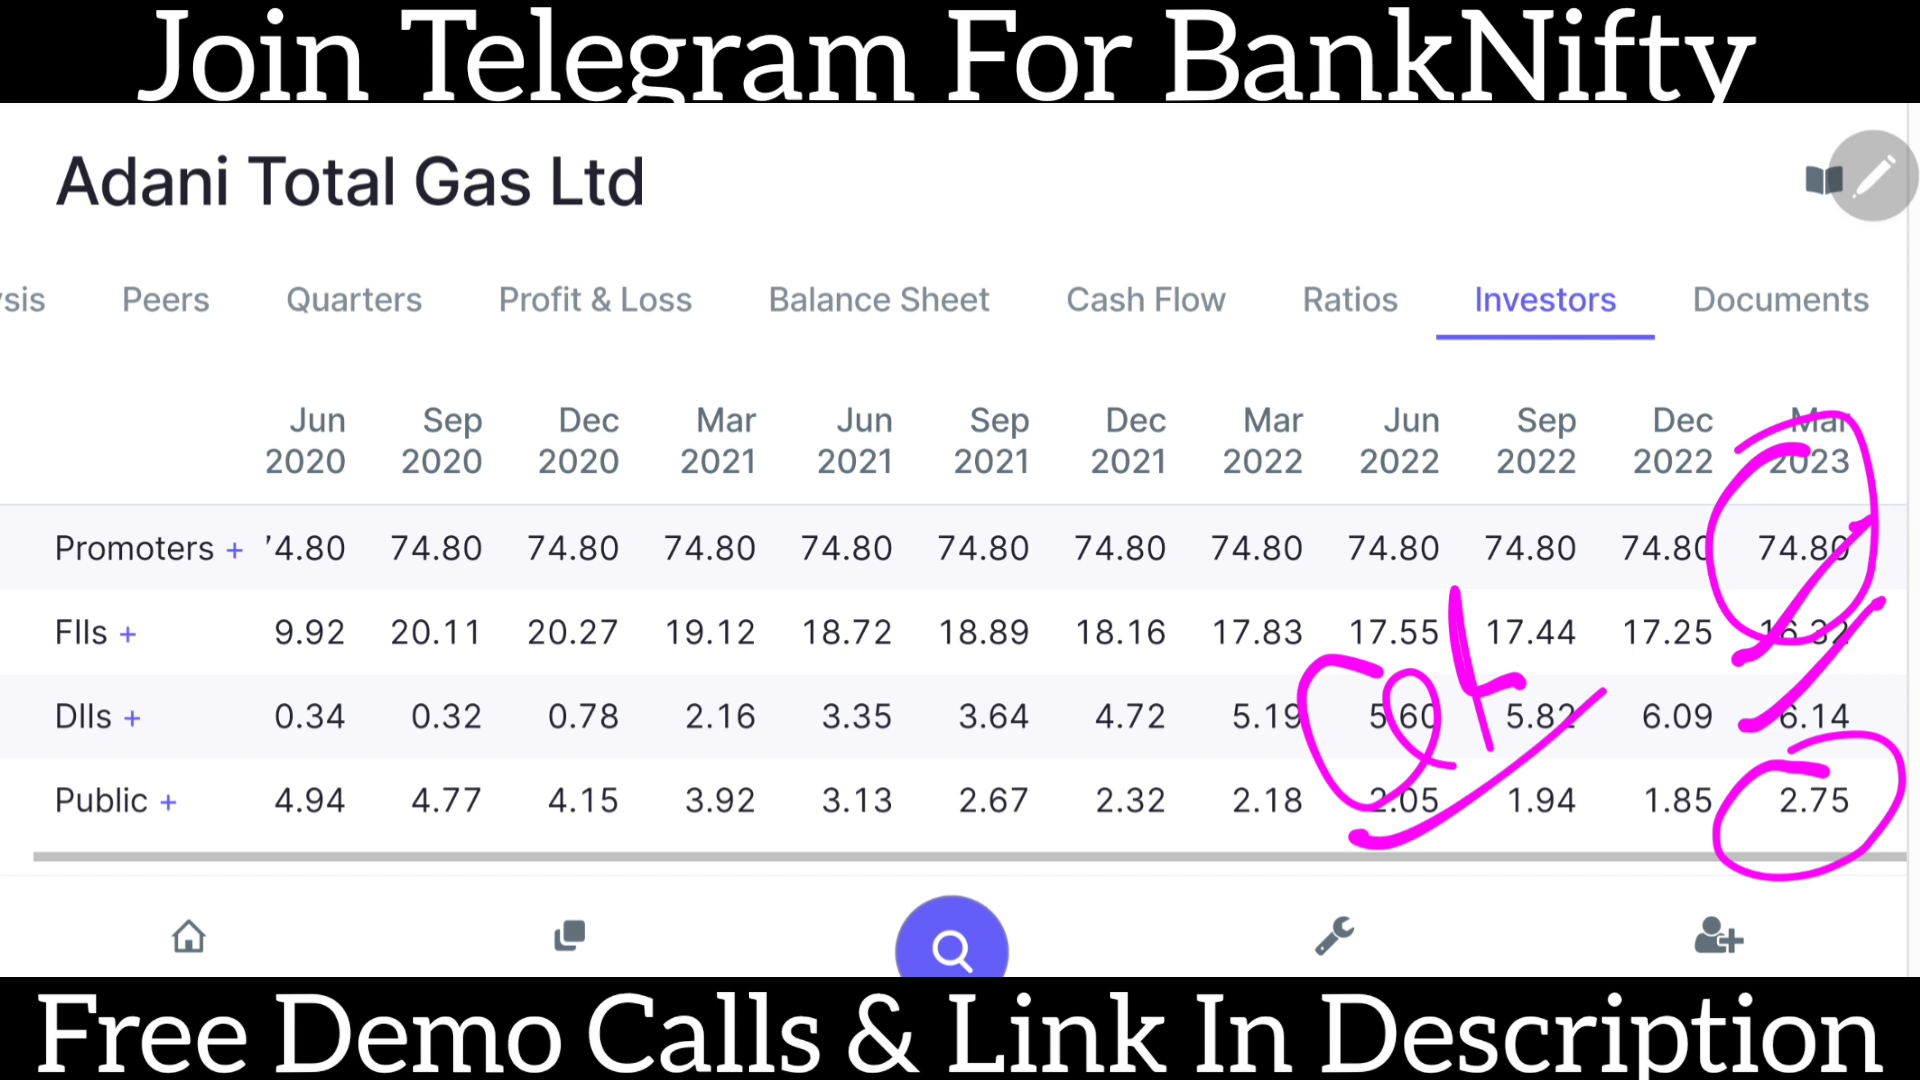 Join Telegram For BankNifty
Adani Total Gas Ltd
ysis Peers Quarters Profit & Loss Balance Sheet Cash Flow Ratios Investors Documents
Jun Sep Dec Mar Jun Sep Dec Mar Jun Sep Dec Mar
2020 2020 2020 2021 2021 2021 2021 2022 2022 2022 2022 2023
Promoters + 74.80 74.80 74.80 74.80 74.80 74.80 74.80 74.80 74.80 74.80 74.80 74.80
FIIs + 9.92 20.11 20.27 19.12 18.72 18.89 18.16 17.83 17.55 17.44 17.25 16.32
DIIs + 0.34 0.32 0.78 2.16 3.35 3.64 4.72 5.19 5.60 5.82 6.09 6.14
Public + 4.94 4.77 4.15 3.92 3.13 2.67 2.32 2.18 2.05 1.94 1.85 2.75
Free Demo Calls & Link In Description